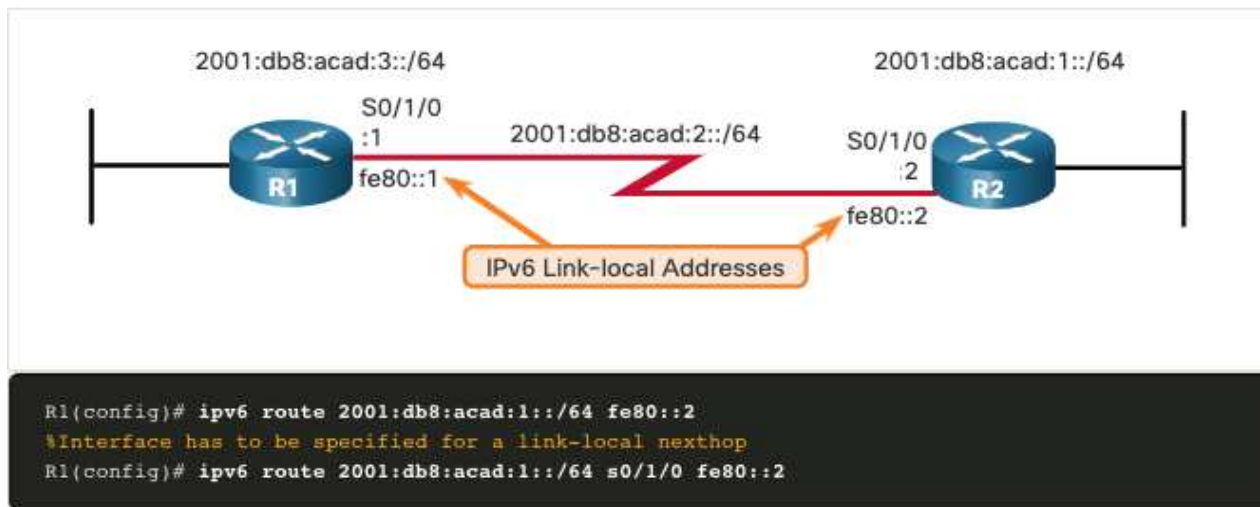 2001:db8:acad:3::/64
2001:db8:acad:1::/64
S0/1/0
:1
2001:db8:acad:2::/64
S0/1/0
:2
R1
fe80::1
R2
fe80::2
IPv6 Link-local Addresses
R1(config)# ipv6 route 2001:db8:acad:1::/64 fe80::2
%Interface has to be specified for a link-local nexthop
R1(config)# ipv6 route 2001:db8:acad:1::/64 s0/1/0 fe80::2